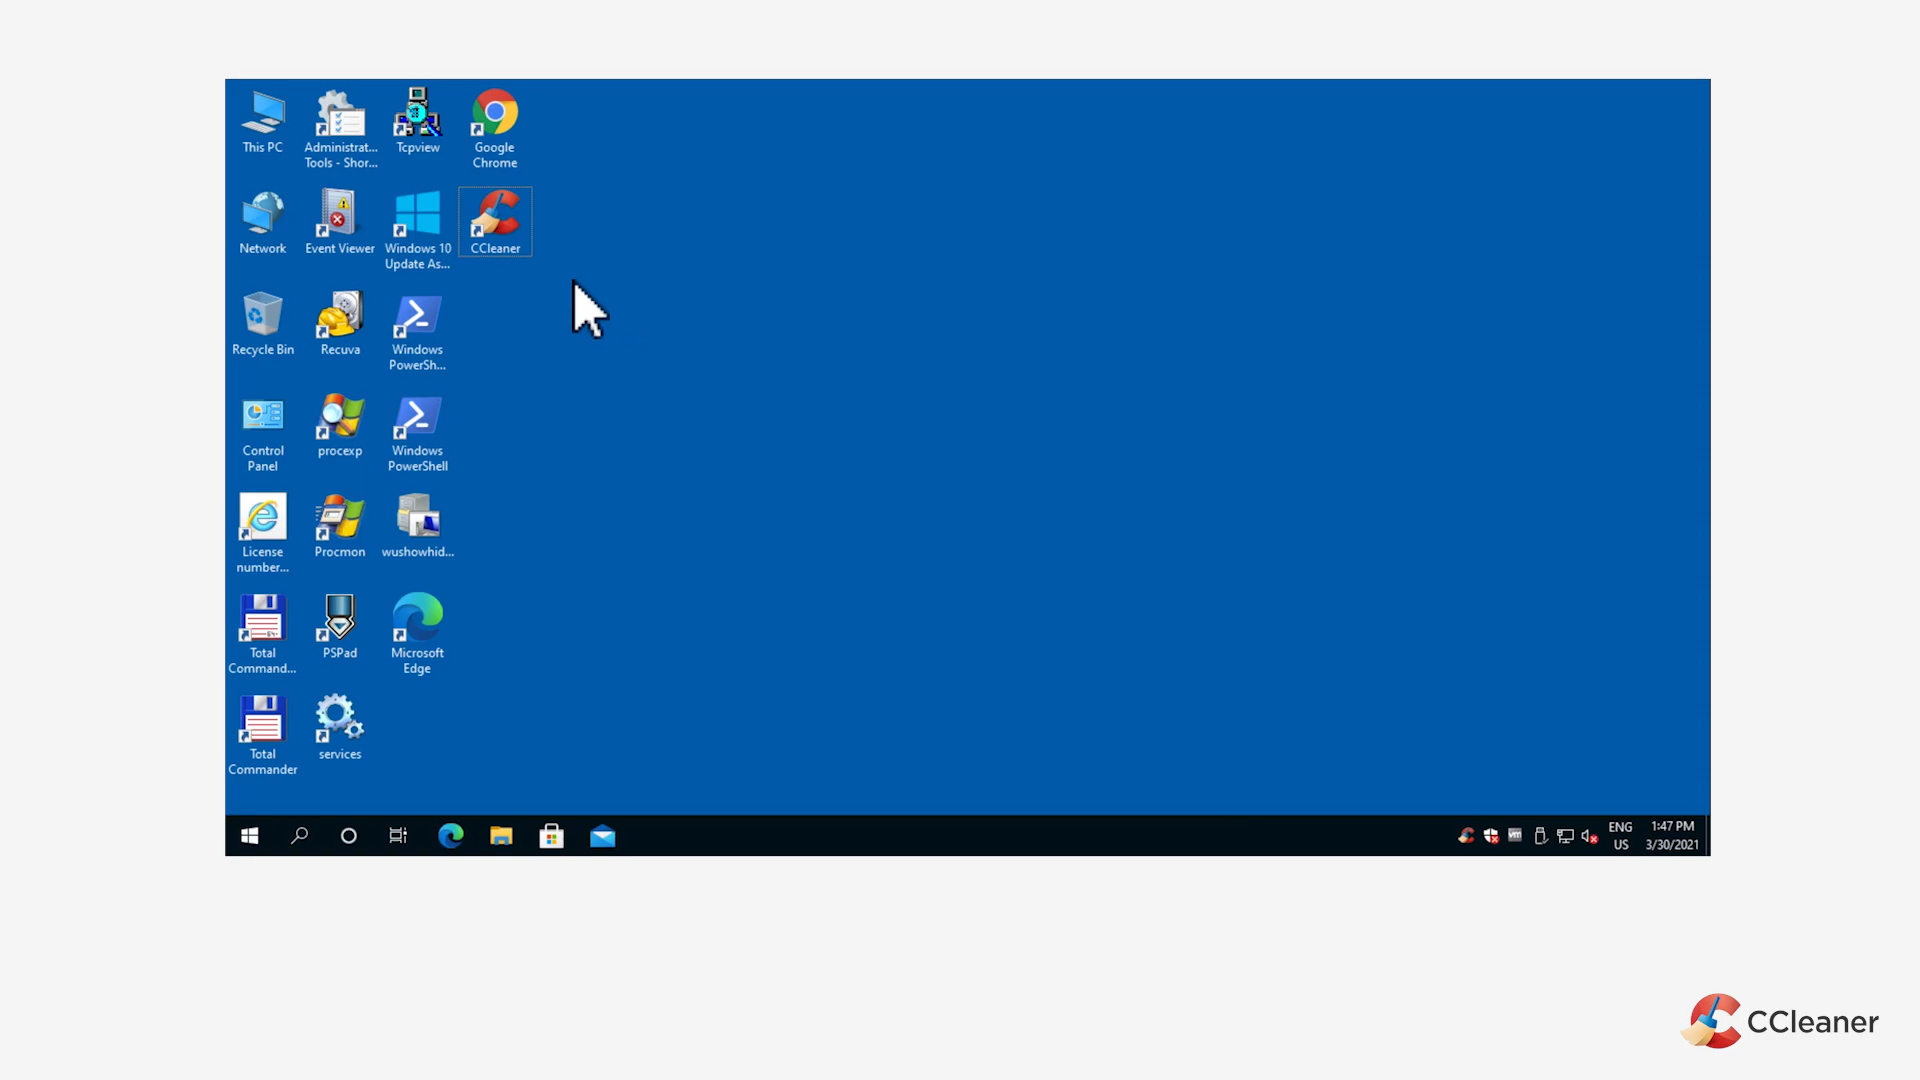 This PC
Administrat...
Tools - Shor...
Tcpview
Google
Chrome
Network
Event Viewer
Windows 10
Update As...
CCleaner
Recycle Bin
Recuva
Windows
PowerSh...
Control
Panel
procexp
Windows
PowerShell
License
number...
Procmon
wushowhid...
Total
Command...
PSPad
Microsoft
Edge
Total
Commander
services
ENG
US
1:47 PM
3/30/2021
CCleaner